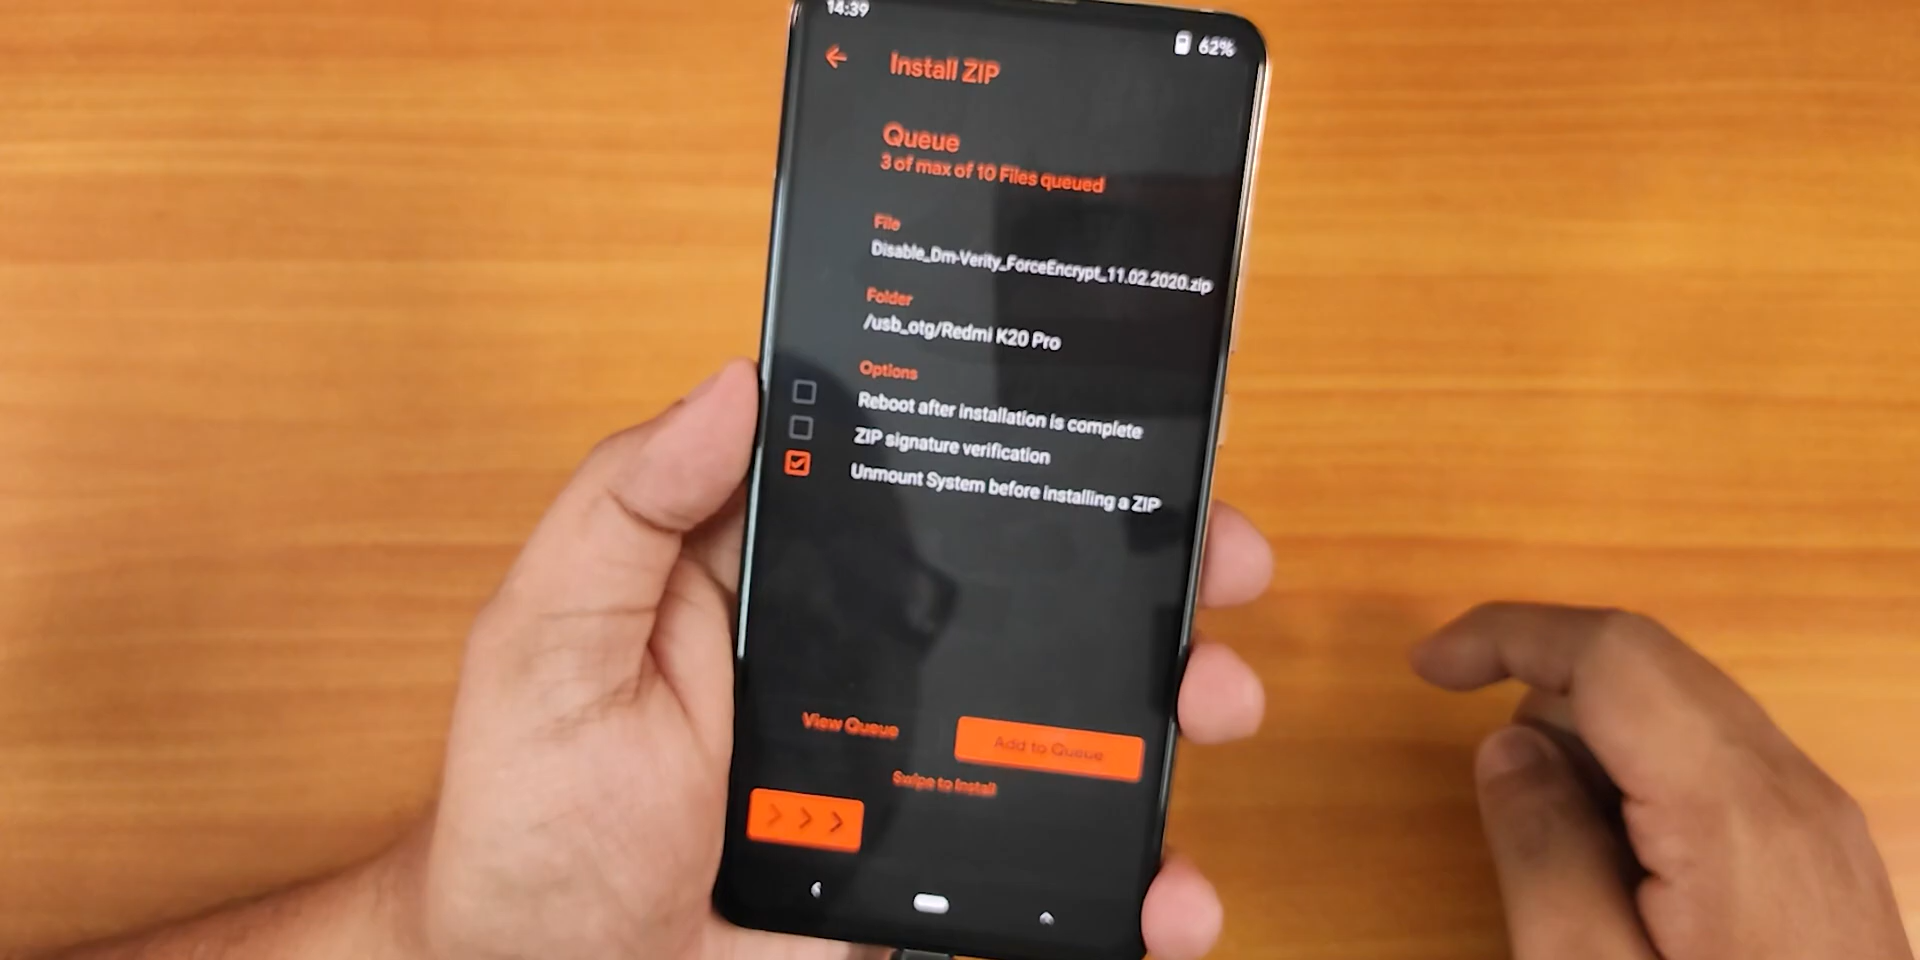 14:39
62%
Install ZIP
Queue
3 of max of 10 Files queued
File
Disable_Dm-Verity_ForceEncrypt_11.02.2020.zip
Folder
/usb_otg/Redmi K20 Pro
Options
Reboot after installation is complete
ZIP signature verification
Unmount System before installing a ZIP
View Queue
Add to Queue
Swipe to Install